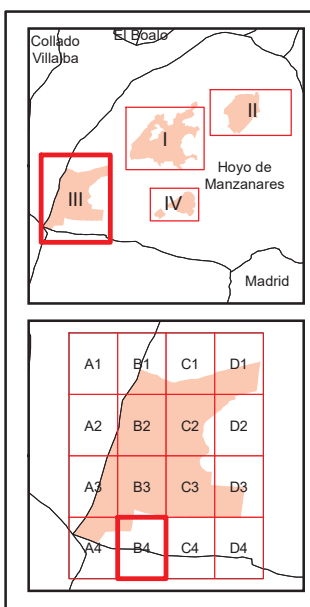 Collado
Villalba
El Boalo
I
II
Hoyo de
Manzanares
III
IV
Madrid
A1 B1 C1 D1
A2 B2 C2 D2
A3 B3 C3 D3
A4 B4 C4 D4